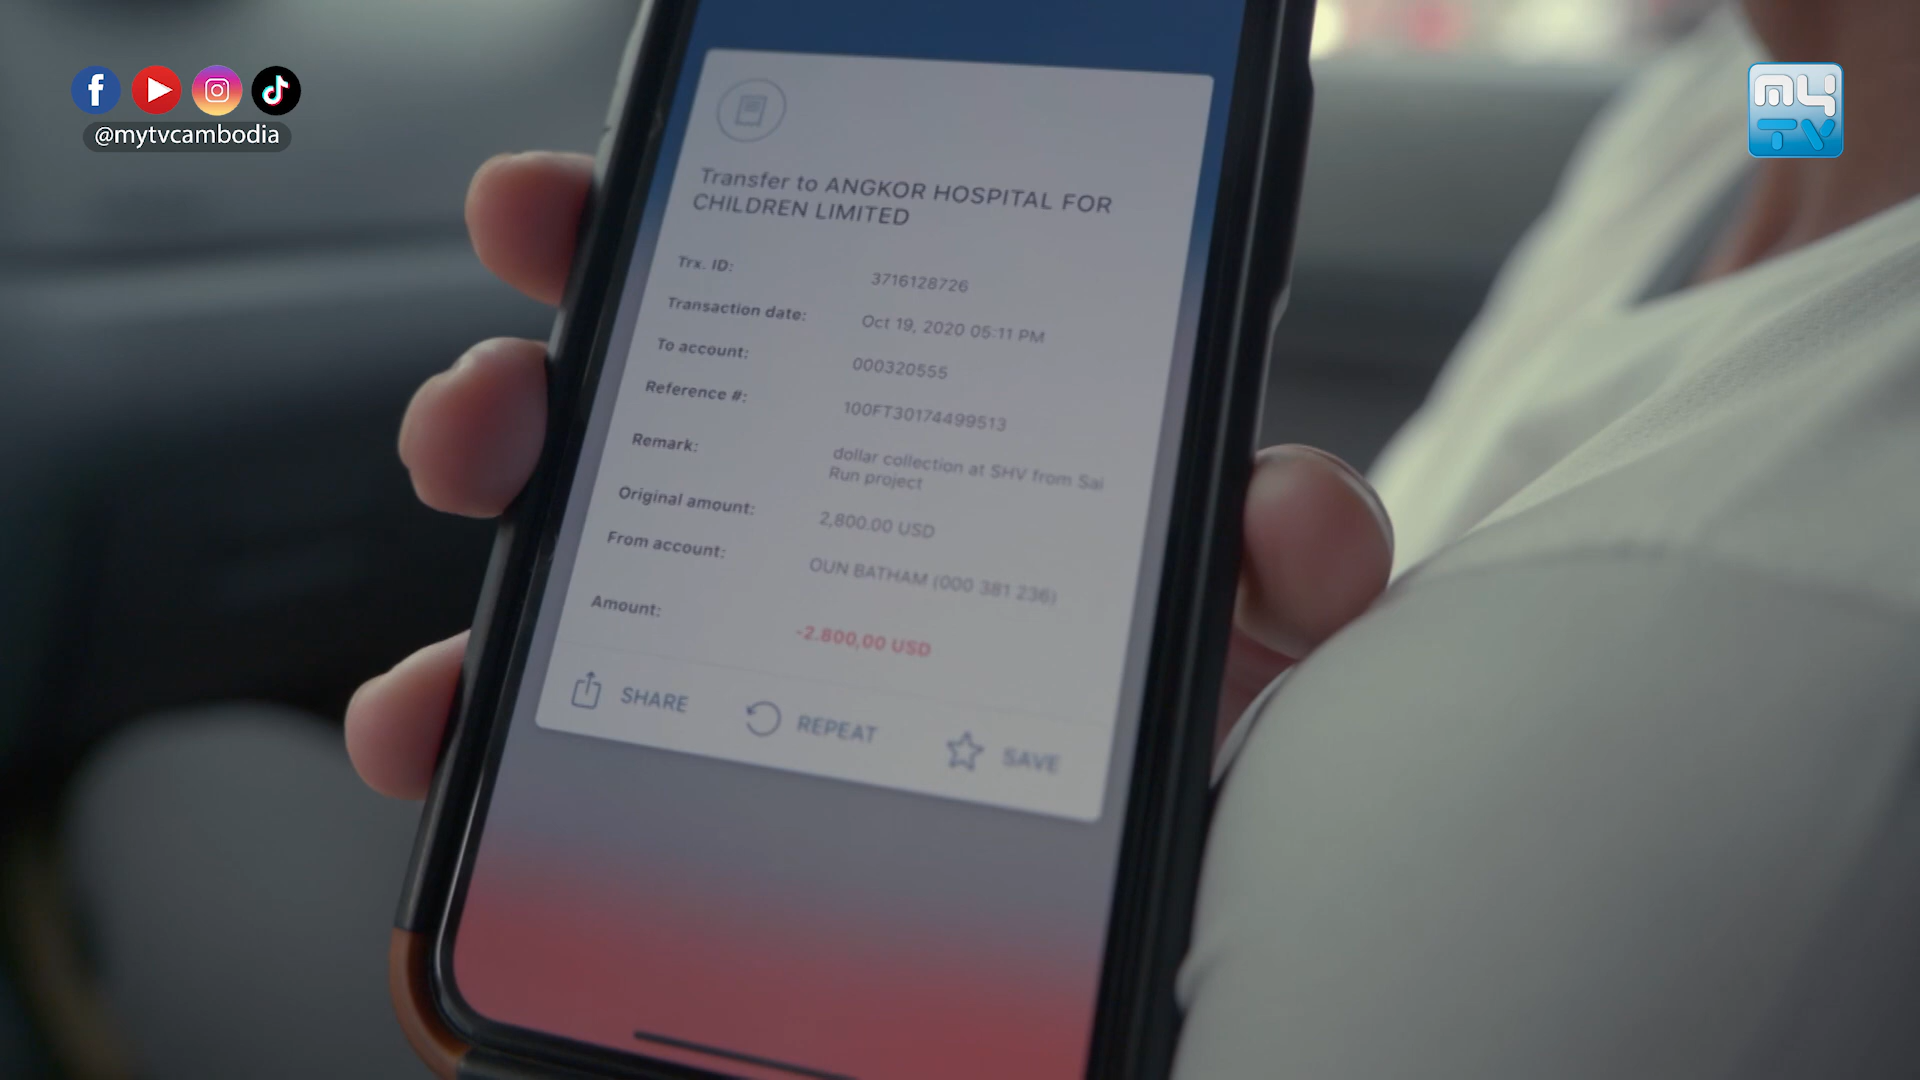 @mytvcambodia
MY
TV
Transfer to ANGKOR HOSPITAL FOR
CHILDREN LIMITED
Trx. ID: 3716128726
Transaction date: Oct 19, 2020 05:11 PM
To account: 000320555
Reference #: 100FT30174499513
Remark: dollar collection at SHV from Sai
Run project
Original amount: 2,800.00 USD
From account: OUN BATHAM (000 381 236)
Amount: -2.800,00 USD
SHARE REPEAT SAVE